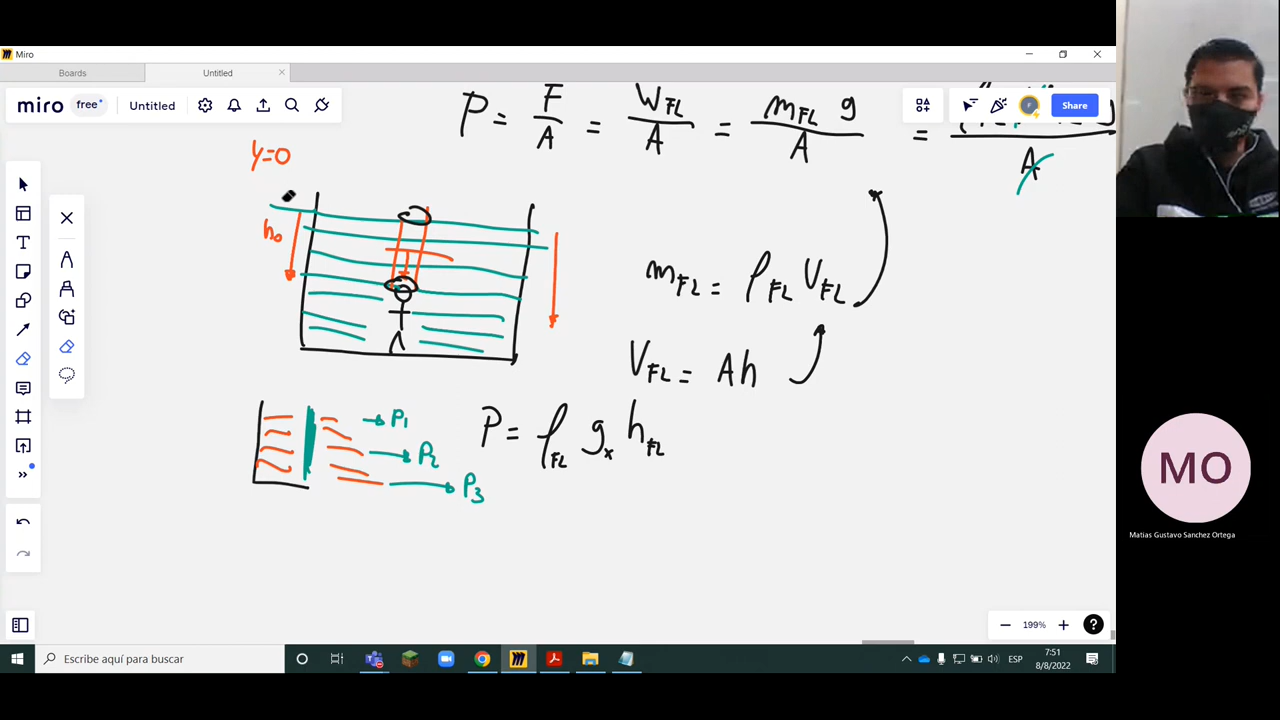 Miro
Boards
Untitled
miro
free
Untitled
Share
P = F/A = W_FL/A = m_FL g/A =
A
y=0
h₀
m_FL = ρ_FL V_FL
V_FL = Ah
P = ρ_FL g_x h_FL
P₁
P₂
P₃
MO
Matias Gustavo Sanchez Ortega
199%
?
Escribe aquí para buscar
ESP
7:51
8/8/2022